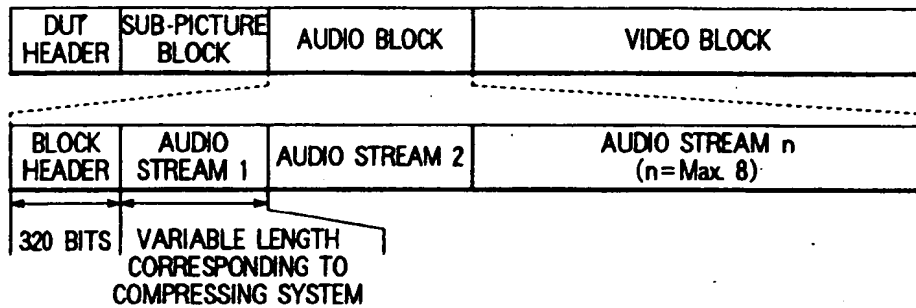 DUT HEADER
SUB-PICTURE BLOCK
AUDIO BLOCK
VIDEO BLOCK
BLOCK HEADER
AUDIO STREAM 1
AUDIO STREAM 2
AUDIO STREAM n
(n=Max. 8)
320 BITS
VARIABLE LENGTH
CORRESPONDING TO
COMPRESSING SYSTEM